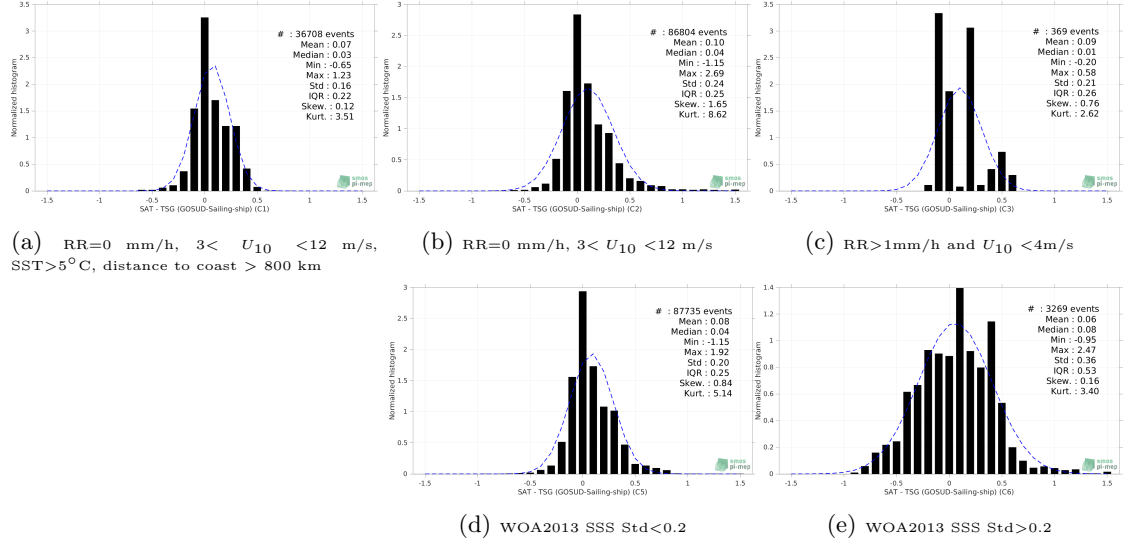 # : 36708 events
Mean : 0.07
Median : 0.03
Min : -0.65
Max : 1.23
Std : 0.16
IQR : 0.22
Skew. : 0.12
Kurt. : 3.51
Normalized histogram
3.5
3
2.5
2
1.5
1
0.5
0
-1.5 -1 -0.5 0 0.5 1 1.5
SAT - TSG (GOSUD-Sailing-ship) (C1)
smos
pi-mep
(a) RR=0 mm/h, 3< U10 <12 m/s,
SST>5°C, distance to coast > 800 km
# : 86804 events
Mean : 0.10
Median : 0.04
Min : -1.15
Max : 2.69
Std : 0.24
IQR : 0.25
Skew. : 1.65
Kurt. : 8.62
Normalized histogram
3
2.5
2
1.5
1
0.5
0
-1.5 -1 -0.5 0 0.5 1 1.5
SAT - TSG (GOSUD-Sailing-ship) (C2)
smos
pi-mep
(b) RR=0 mm/h, 3< U10 <12 m/s
# : 369 events
Mean : 0.09
Median : 0.01
Min : -0.20
Max : 0.58
Std : 0.21
IQR : 0.26
Skew. : 0.76
Kurt. : 2.62
Normalized histogram
3.5
3
2.5
2
1.5
1
0.5
0
-1.5 -1 -0.5 0 0.5 1 1.5
SAT - TSG (GOSUD-Sailing-ship) (C3)
smos
pi-mep
(c) RR>1mm/h and U10 <4m/s
# : 87735 events
Mean : 0.08
Median : 0.04
Min : -1.15
Max : 1.92
Std : 0.20
IQR : 0.25
Skew. : 0.84
Kurt. : 5.14
Normalized histogram
3
2.5
2
1.5
1
0.5
0
-1.5 -1 -0.5 0 0.5 1 1.5
SAT - TSG (GOSUD-Sailing-ship) (C5)
smos
pi-mep
(d) WOA2013 SSS Std<0.2
# : 3269 events
Mean : 0.06
Median : 0.08
Min : -0.95
Max : 2.47
Std : 0.36
IQR : 0.53
Skew. : 0.16
Kurt. : 3.40
Normalized histogram
1.4
1.2
1
0.8
0.6
0.4
0.2
0
-1.5 -1 -0.5 0 0.5 1 1.5
SAT - TSG (GOSUD-Sailing-ship) (C6)
smos
pi-mep
(e) WOA2013 SSS Std>0.2